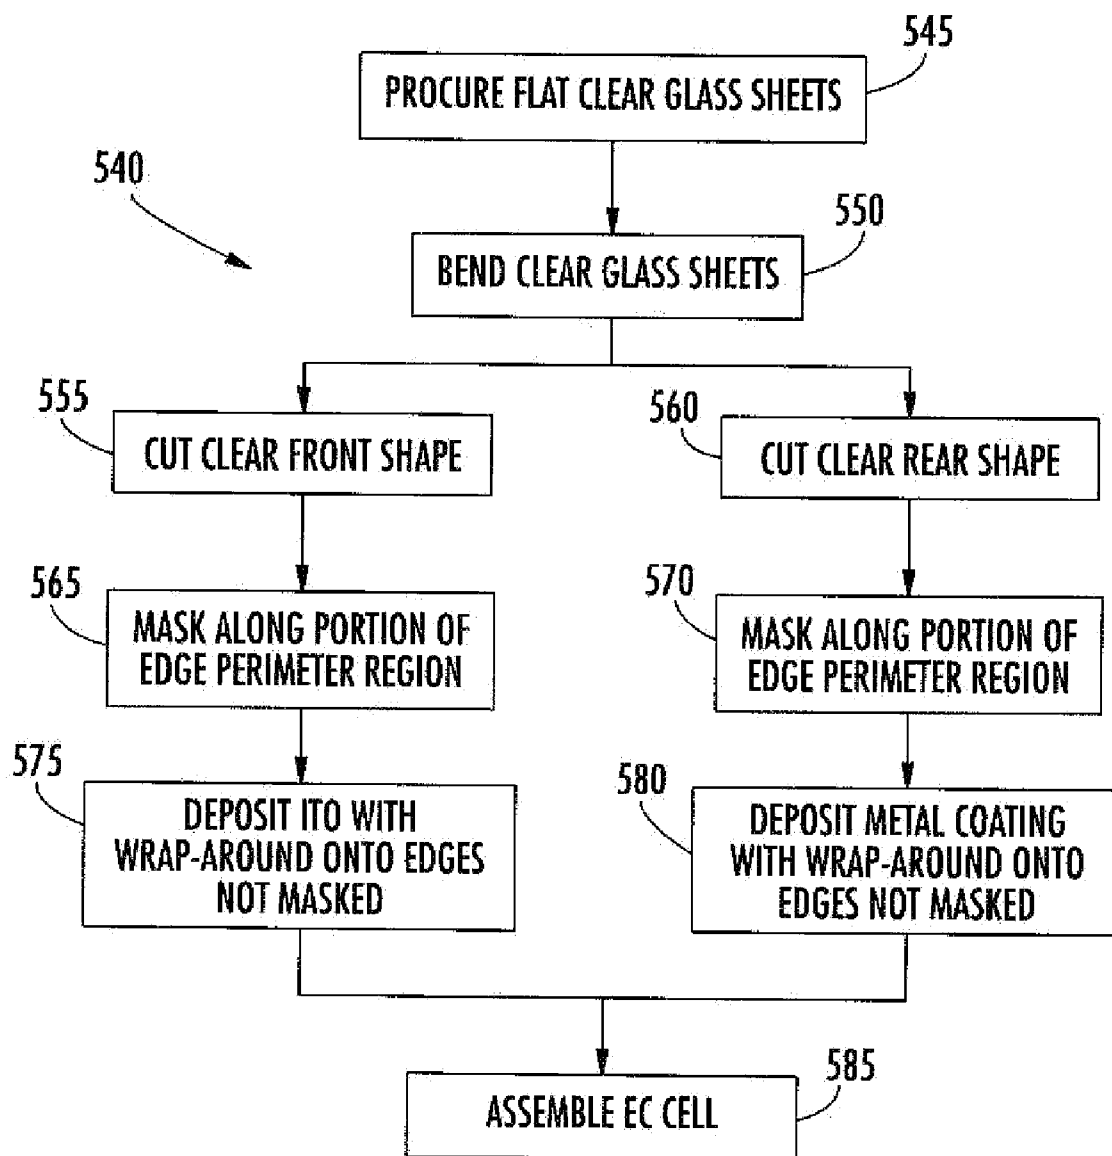 545
PROCURE FLAT CLEAR GLASS SHEETS
540
550
BEND CLEAR GLASS SHEETS
555
CUT CLEAR FRONT SHAPE
560
CUT CLEAR REAR SHAPE
565
MASK ALONG PORTION OF
EDGE PERIMETER REGION
570
MASK ALONG PORTION OF
EDGE PERIMETER REGION
575
DEPOSIT ITO WITH
WRAP-AROUND ONTO EDGES
NOT MASKED
580
DEPOSIT METAL COATING
WITH WRAP-AROUND ONTO
EDGES NOT MASKED
585
ASSEMBLE EC CELL